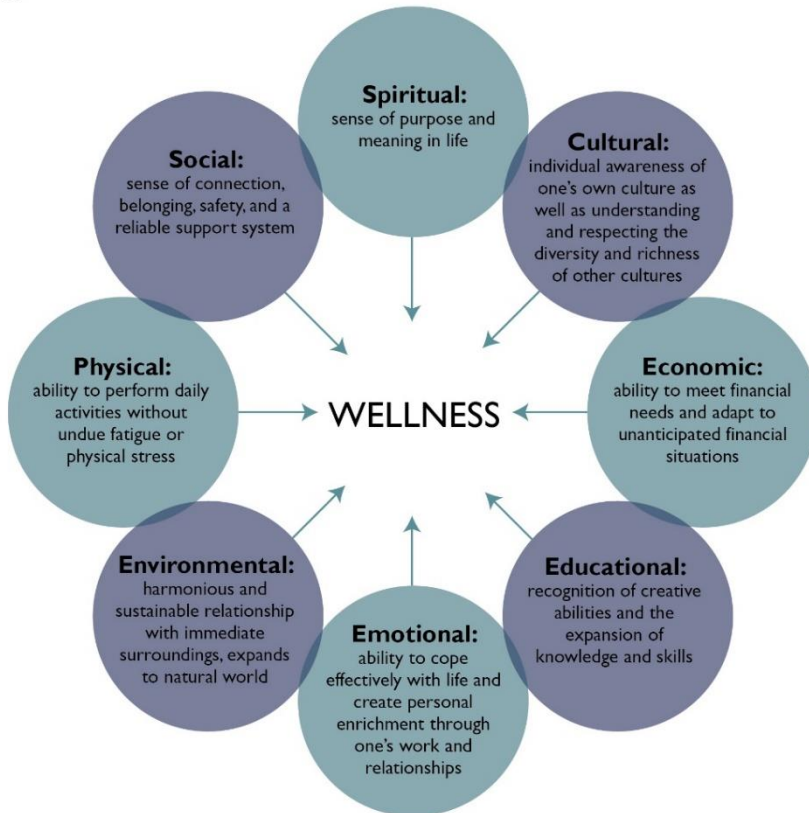 Spiritual:
sense of purpose and
meaning in life
Cultural:
individual awareness of
one's own culture as
well as understanding
and respecting the
diversity and richness
of other cultures
Economic:
ability to meet financial
needs and adapt to
unanticipated financial
situations
Educational:
recognition of creative
abilities and the
expansion of
knowledge and skills
Emotional:
ability to cope
effectively with life and
create personal
enrichment through
one's work and
relationships
Environmental:
harmonious and
sustainable relationship
with immediate
surroundings, expands
to natural world
Physical:
ability to perform daily
activities without
undue fatigue or
physical stress
Social:
sense of connection,
belonging, safety, and a
reliable support system
WELLNESS